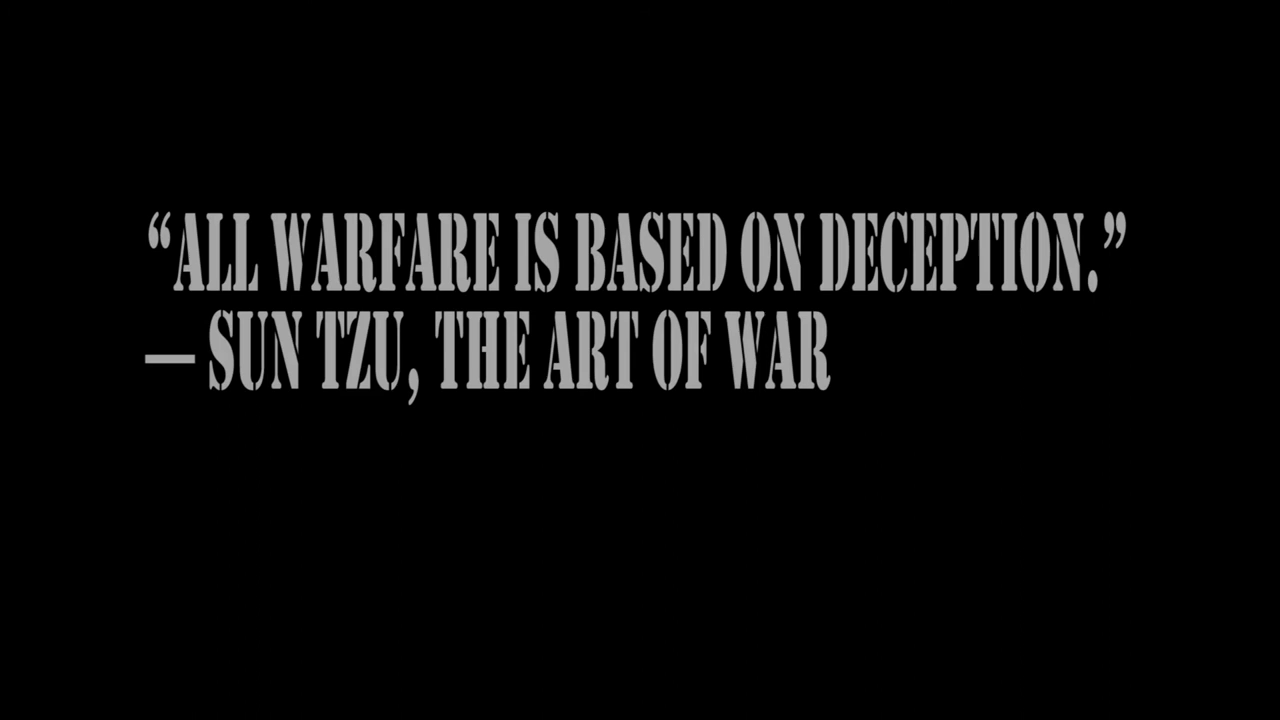 “ALL WARFARE IS BASED ON DECEPTION.”
— SUN TZU, THE ART OF WAR